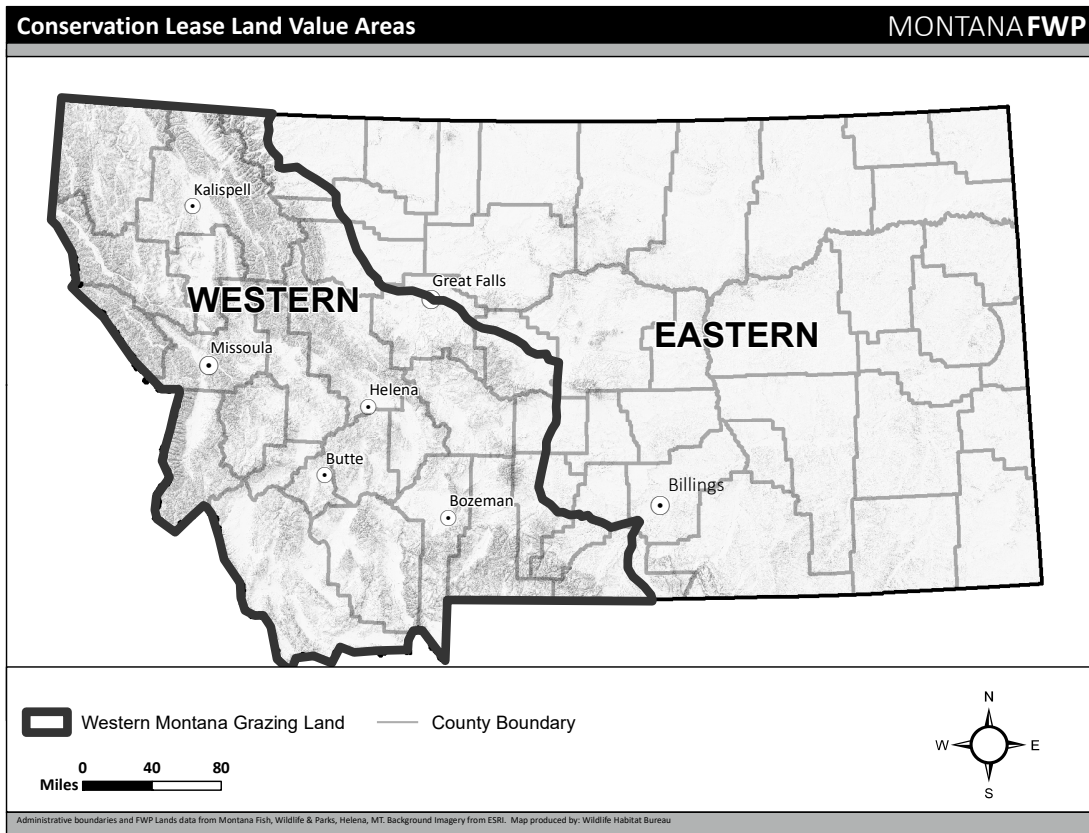 Conservation Lease Land Value Areas
MONTANA FWP
Kalispell
Great Falls
WESTERN
EASTERN
Missoula
Helena
Butte
Billings
Bozeman
Western Montana Grazing Land
County Boundary
N
W
E
S
0 40 80
Miles
Administrative boundaries and FWP Lands data from Montana Fish, Wildlife & Parks, Helena, MT. Background Imagery from ESRI. Map produced by: Wildlife Habitat Bureau